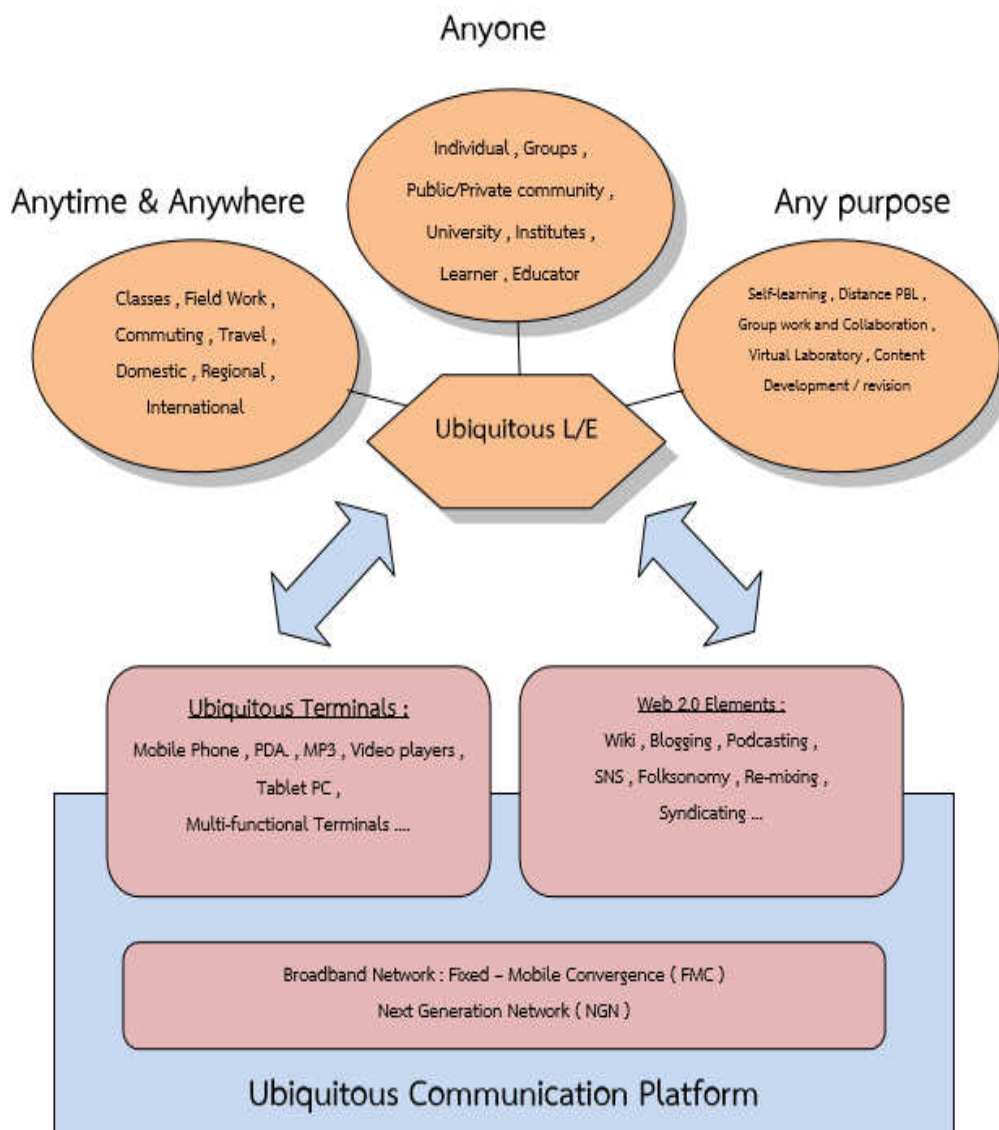 Anyone
Individual , Groups ,
Public/Private community ,
University , Institutes ,
Learner , Educator
Anytime & Anywhere
Classes , Field Work ,
Commuting , Travel ,
Domestic , Regional ,
International
Any purpose
Self-learning , Distance PBL ,
Group work and Collaboration ,
Virtual Laboratory , Content
Development / revision
Ubiquitous L/E
Ubiquitous Terminals :
Mobile Phone , PDA. , MP3 , Video players ,
Tablet PC ,
Multi-functional Terminals ....
Web 2.0 Elements :
Wiki , Blogging , Podcasting ,
SNS , Folksonomy , Re-mixing ,
Syndicating ...
Broadband Network : Fixed – Mobile Convergence ( FMC )
Next Generation Network ( NGN )
Ubiquitous Communication Platform